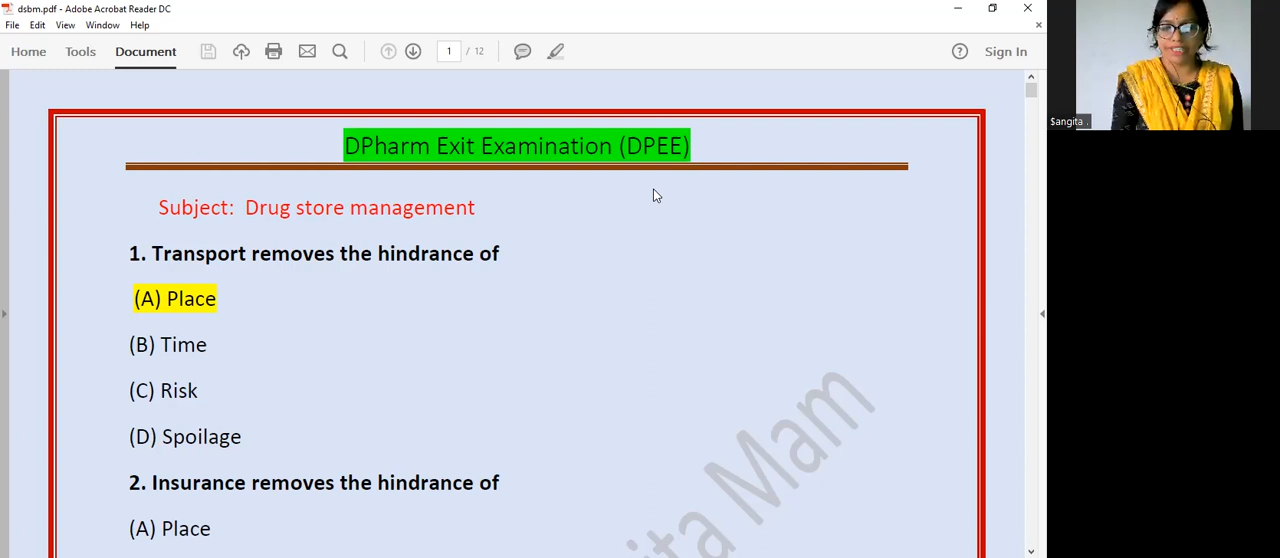 dsbm.pdf - Adobe Acrobat Reader DC
File Edit View Window Help
Home Tools Document 1 / 12 Sign In
DPharm Exit Examination (DPEE)
Subject: Drug store management
1. Transport removes the hindrance of
(A) Place
(B) Time
(C) Risk
(D) Spoilage
2. Insurance removes the hindrance of
(A) Place
ita Mam
Sangita .